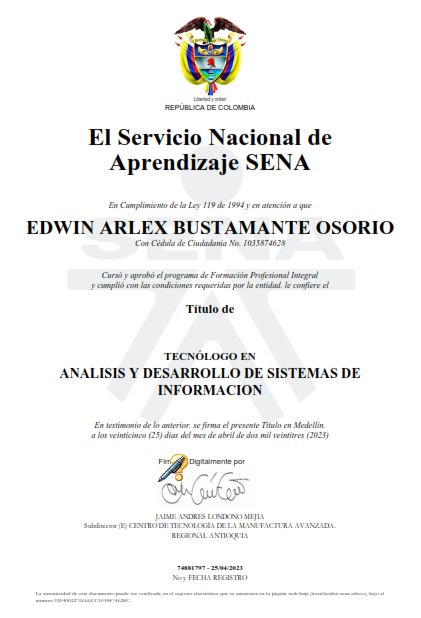 Libertad y orden
REPÚBLICA DE COLOMBIA
El Servicio Nacional de
Aprendizaje SENA
En Cumplimiento de la Ley 119 de 1994 y en atención a que
EDWIN ARLEX BUSTAMANTE OSORIO
Con Cédula de Ciudadania No. 1035874628
SENA
Cursó y aprobó el programa de Formación Profesional Integral
y cumplió con las condiciones requeridas por la entidad. le confiere el
Título de
TECNÓLOGO EN
ANALISIS Y DESARROLLO DE SISTEMAS DE
INFORMACION
En testimonio de lo anterior. se firma el presente Título en Medellín.
a los veinticinco (25) dias del mes de abril de dos mil veintitres (2023)
Digitalmente por
JAIME ANDRES LONDONO MEJIA
Subdirector (E) CENTRO DE TECNOLOGÍA DE LA MANUFACTURA AVANZADA.
REGIONAL ANTIOQUIA
74881797 - 25/04/2023
No y FECHA REGISTRO
La autenticidad de este documento puede ser verificada en el registro electrónico que se encuentra en la página web http://certificados.sena.edu.co, bajo el
número